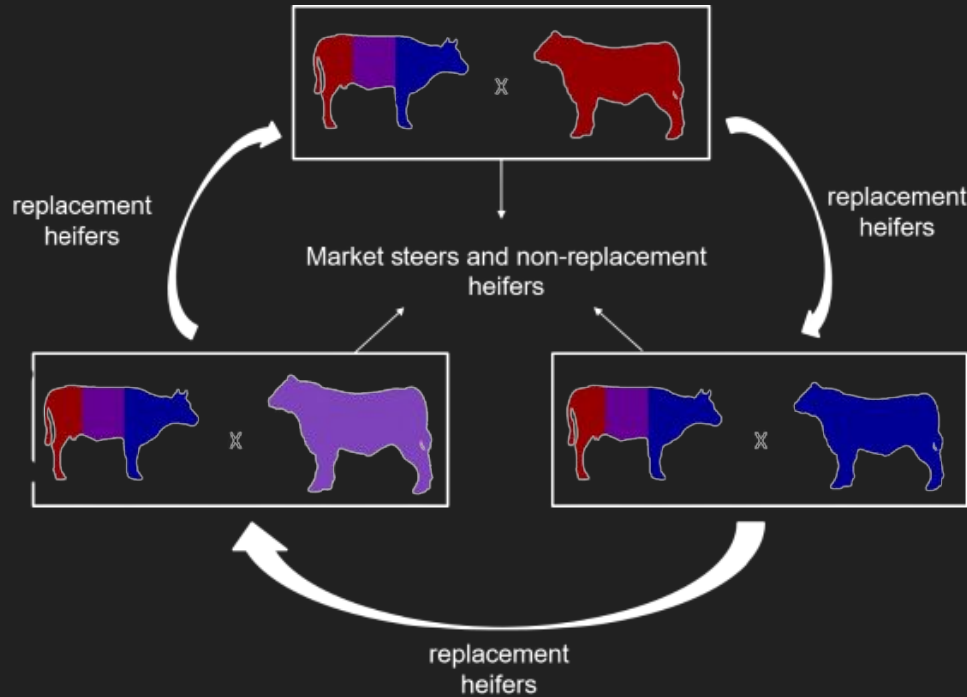 X
replacement
heifers
replacement
heifers
Market steers and non-replacement
heifers
X
X
replacement
heifers